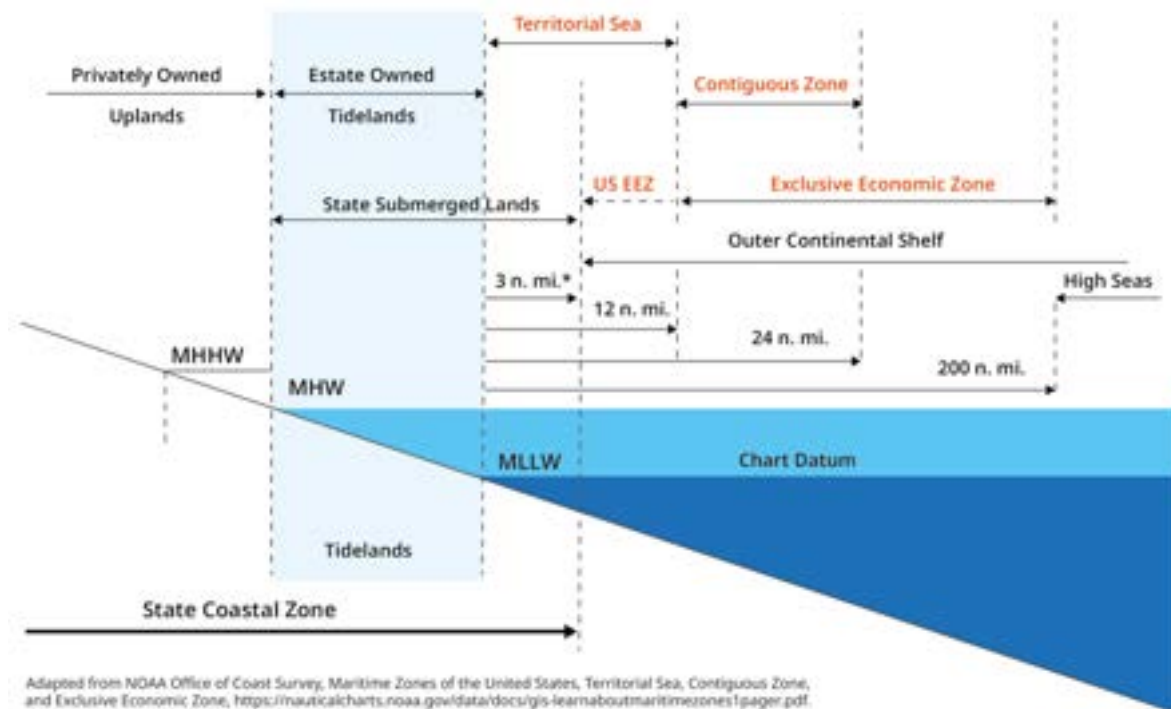 Territorial Sea
Privately Owned
Uplands
Estate Owned
Tidelands
Contiguous Zone
US EEZ
Exclusive Economic Zone
State Submerged Lands
Outer Continental Shelf
3 n. mi.*
High Seas
12 n. mi.
24 n. mi.
MHHW
200 n. mi.
MHW
MLLW
Chart Datum
Tidelands
State Coastal Zone
Adapted from NOAA Office of Coast Survey, Maritime Zones of the United States, Territorial Sea, Contiguous Zone,
and Exclusive Economic Zone, https://nauticalcharts.noaa.gov/data/docs/gis-learnaboutmaritimezones1pager.pdf.